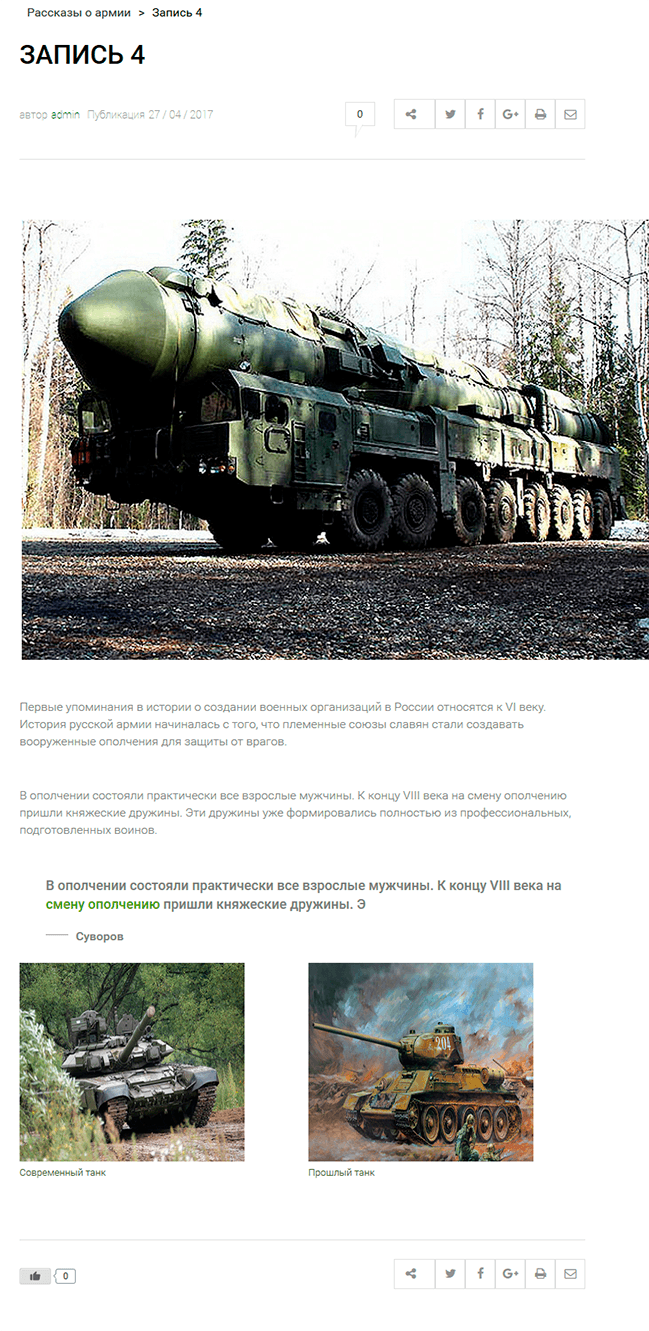 Рассказы о армии > Запись 4
ЗАПИСЬ 4
автор admin Публикация 27 / 04 / 2017
0
Первые упоминания в истории о создании военных организаций в России относятся к VI веку.
История русской армии начиналась с того, что племенные союзы славян стали создавать
вооруженные ополчения для защиты от врагов.
В ополчении состояли практически все взрослые мужчины. К концу VIII века на смену ополчению
пришли княжеские дружины. Эти дружины уже формировались полностью из профессиональных,
подготовленных воинов.
В ополчении состояли практически все взрослые мужчины. К концу VIII века на
смену ополчению пришли княжеские дружины. Э
Суворов
204
Современный танк
Прошлый танк
0